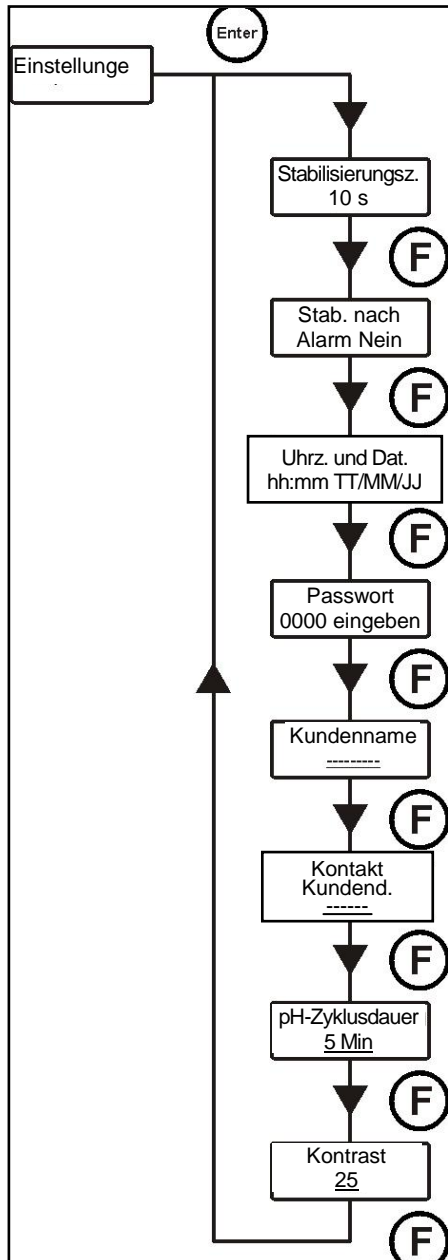 Enter
Einstellunge
Stabilisierungsz.
10 s
F
Stab. nach
Alarm Nein
F
Uhrz. und Dat.
hh:mm TT/MM/JJ
F
Passwort
0000 eingeben
F
Kundenname
---------
F
Kontakt
Kundend.
------
F
pH-Zyklusdauer
5 Min
F
Kontrast
25
F